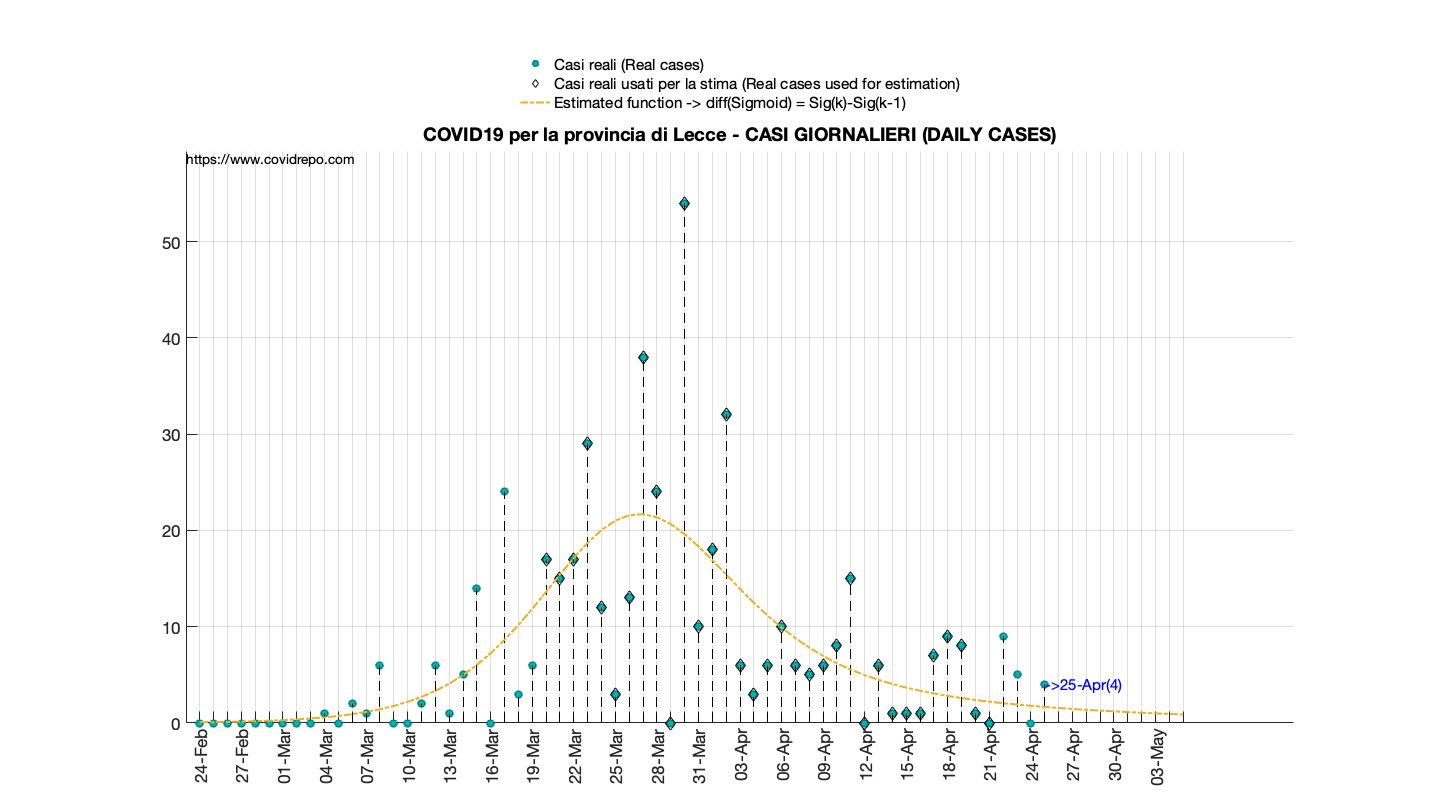 Casi reali (Real cases)
Casi reali usati per la stima (Real cases used for estimation)
Estimated function -> diff(Sigmoid) = Sig(k)-Sig(k-1)
COVID19 per la provincia di Lecce - CASI GIORNALIERI (DAILY CASES)
https://www.covidrepo.com
50
40
30
20
10
0
->25-Apr(4)
24-Feb
27-Feb
01-Mar
04-Mar
07-Mar
10-Mar
13-Mar
16-Mar
19-Mar
22-Mar
25-Mar
28-Mar
31-Mar
03-Apr
06-Apr
09-Apr
12-Apr
15-Apr
18-Apr
21-Apr
24-Apr
27-Apr
30-Apr
03-May